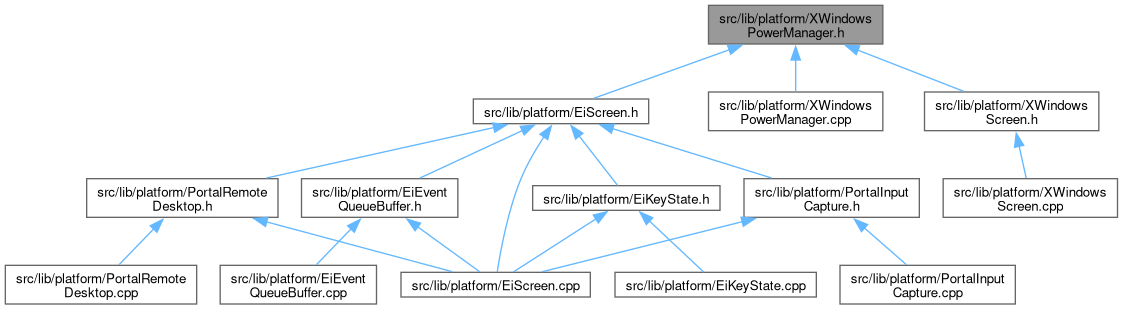 src/lib/platform/XWindows
PowerManager.h
src/lib/platform/EiScreen.h
src/lib/platform/XWindows
PowerManager.cpp
src/lib/platform/XWindows
Screen.h
src/lib/platform/PortalRemote
Desktop.h
src/lib/platform/EiEvent
QueueBuffer.h
src/lib/platform/EiKeyState.h
src/lib/platform/PortalInput
Capture.h
src/lib/platform/XWindows
Screen.cpp
src/lib/platform/PortalRemote
Desktop.cpp
src/lib/platform/EiEvent
QueueBuffer.cpp
src/lib/platform/EiScreen.cpp
src/lib/platform/EiKeyState.cpp
src/lib/platform/PortalInput
Capture.cpp